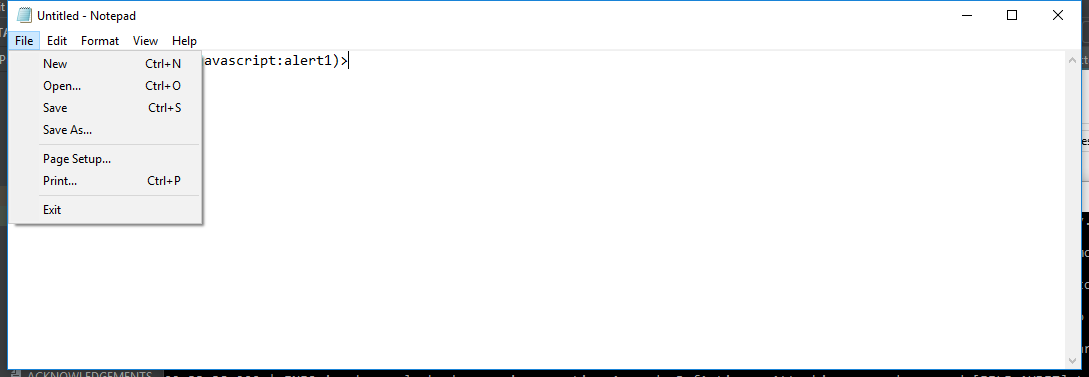 Untitled - Notepad
File Edit Format View Help
avascript:alert1)>
New Ctrl+N
Open... Ctrl+O
Save Ctrl+S
Save As...
Page Setup...
Print... Ctrl+P
Exit
ACKNOWLEDGEMENTS